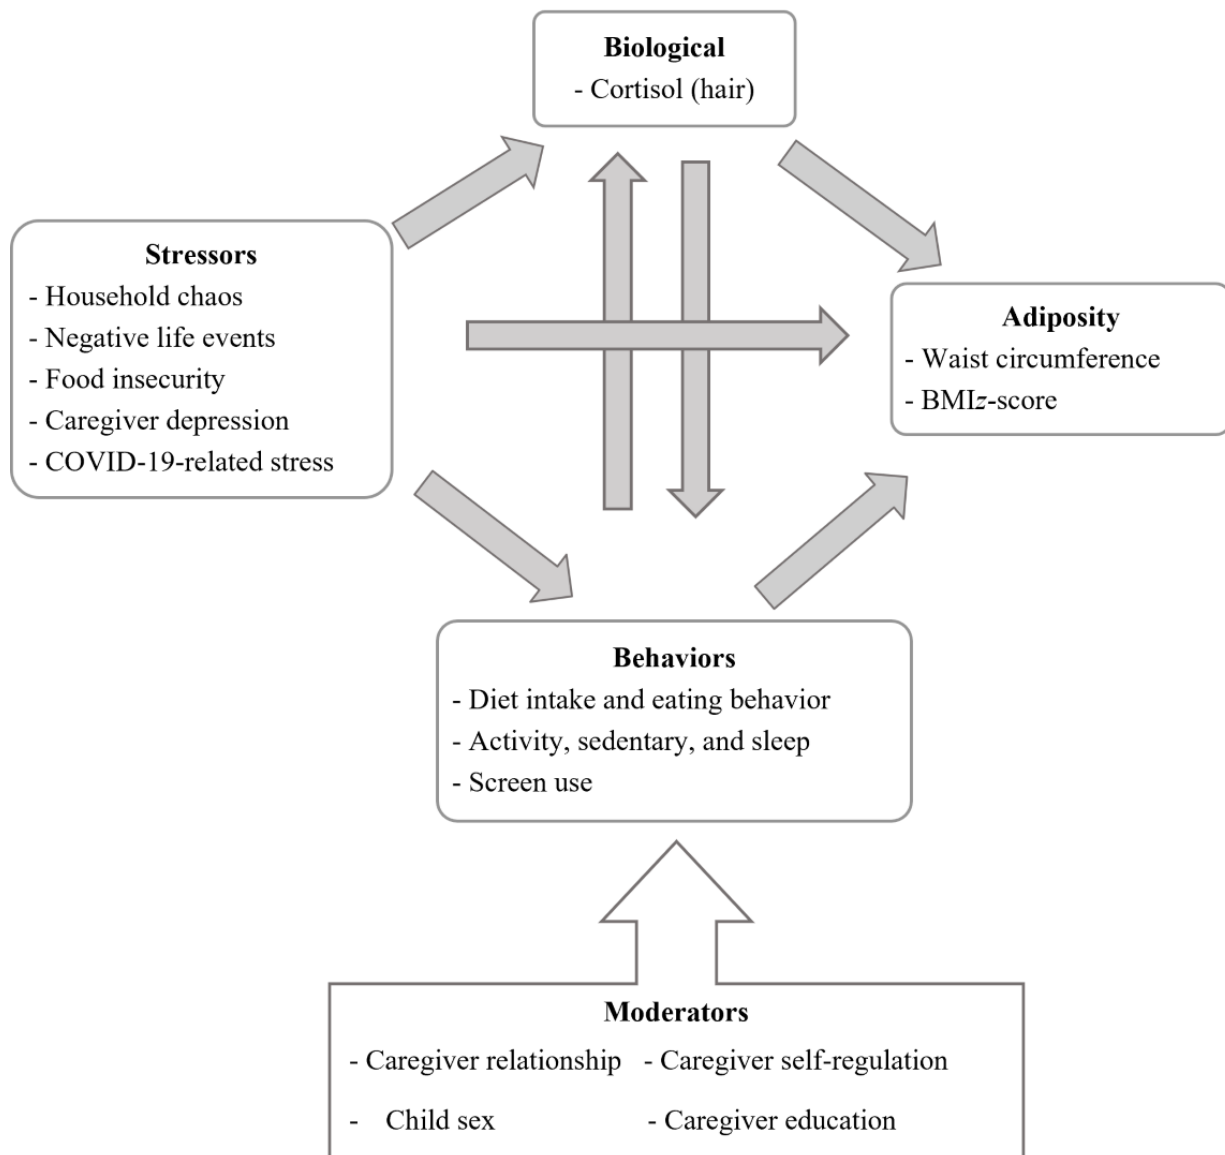 Biological
- Cortisol (hair)
Stressors
- Household chaos
- Negative life events
- Food insecurity
- Caregiver depression
- COVID-19-related stress
Adiposity
- Waist circumference
- BMIz-score
Behaviors
- Diet intake and eating behavior
- Activity, sedentary, and sleep
- Screen use
Moderators
- Caregiver relationship - Caregiver self-regulation
- Child sex - Caregiver education